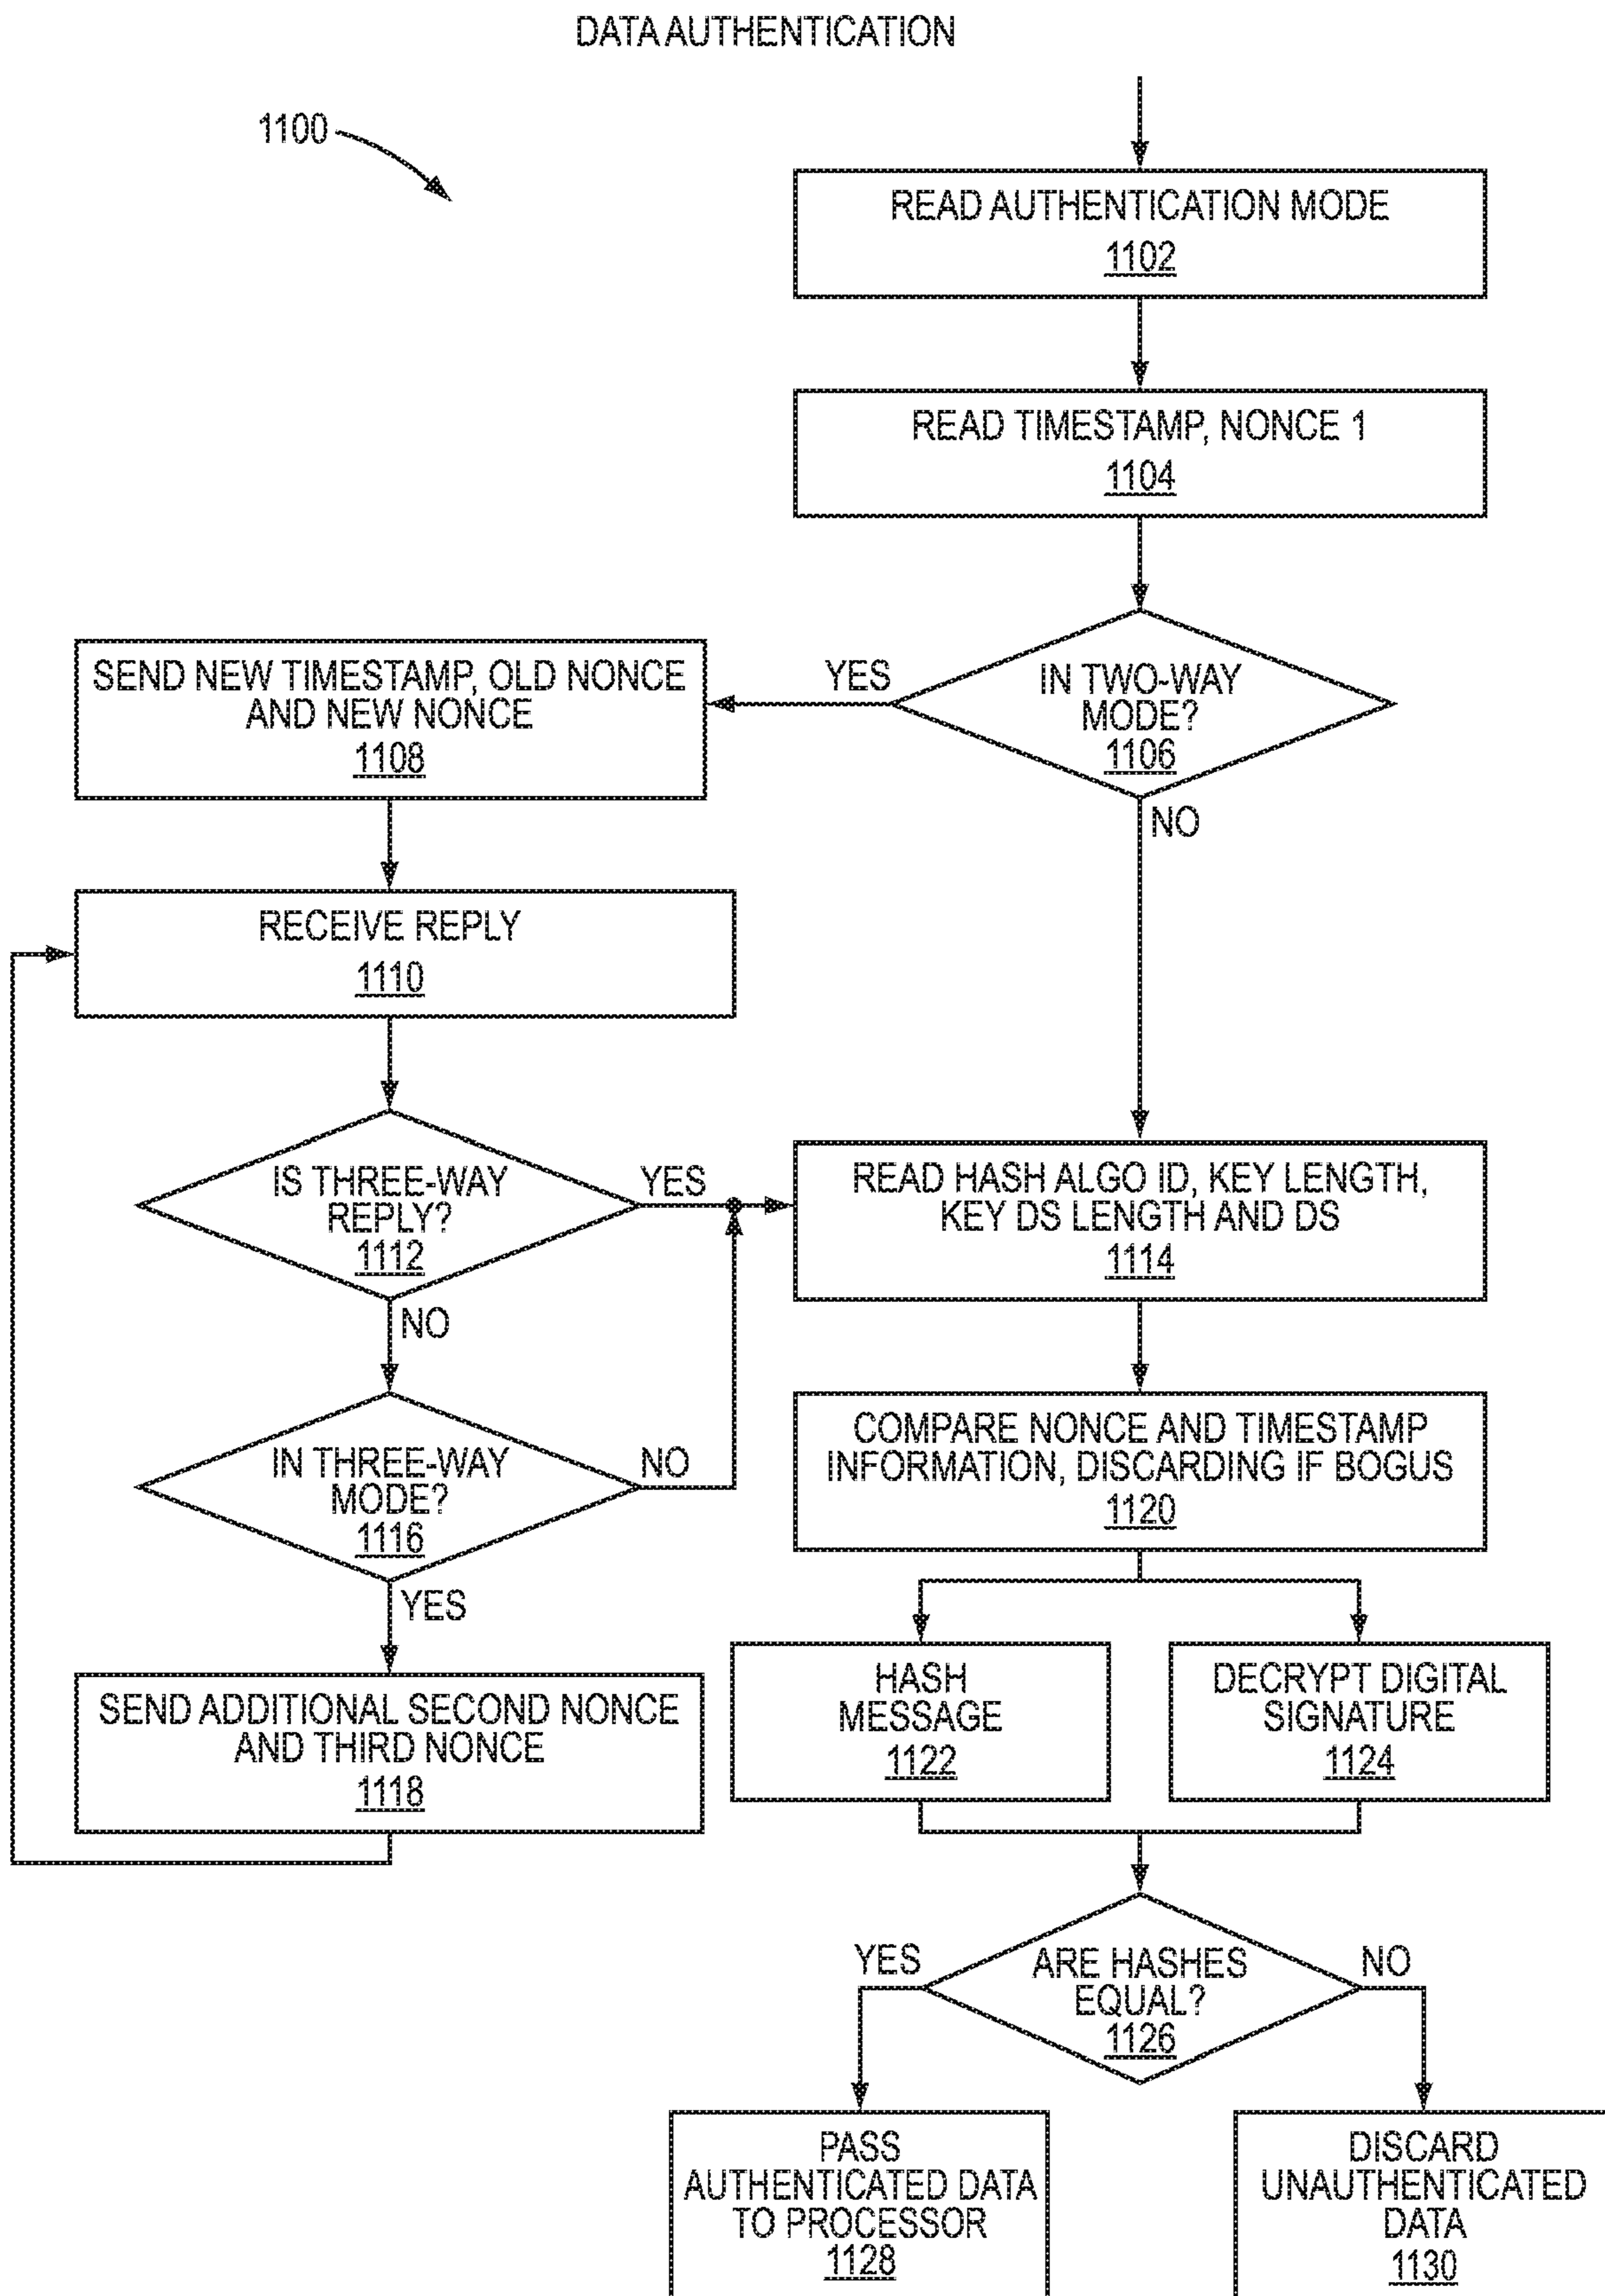 DATA AUTHENTICATION
1100
READ AUTHENTICATION MODE
1102
READ TIMESTAMP, NONCE 1
1104
IN TWO-WAY
MODE?
1106
YES
NO
SEND NEW TIMESTAMP, OLD NONCE
AND NEW NONCE
1108
RECEIVE REPLY
1110
IS THREE-WAY
REPLY?
1112
YES
NO
READ HASH ALGO ID, KEY LENGTH,
KEY DS LENGTH AND DS
1114
IN THREE-WAY
MODE?
1116
NO
YES
COMPARE NONCE AND TIMESTAMP
INFORMATION, DISCARDING IF BOGUS
1120
SEND ADDITIONAL SECOND NONCE
AND THIRD NONCE
1118
HASH
MESSAGE
1122
DECRYPT DIGITAL
SIGNATURE
1124
ARE HASHES
EQUAL?
1126
YES
NO
PASS
AUTHENTICATED DATA
TO PROCESSOR
1128
DISCARD
UNAUTHENTICATED
DATA
1130